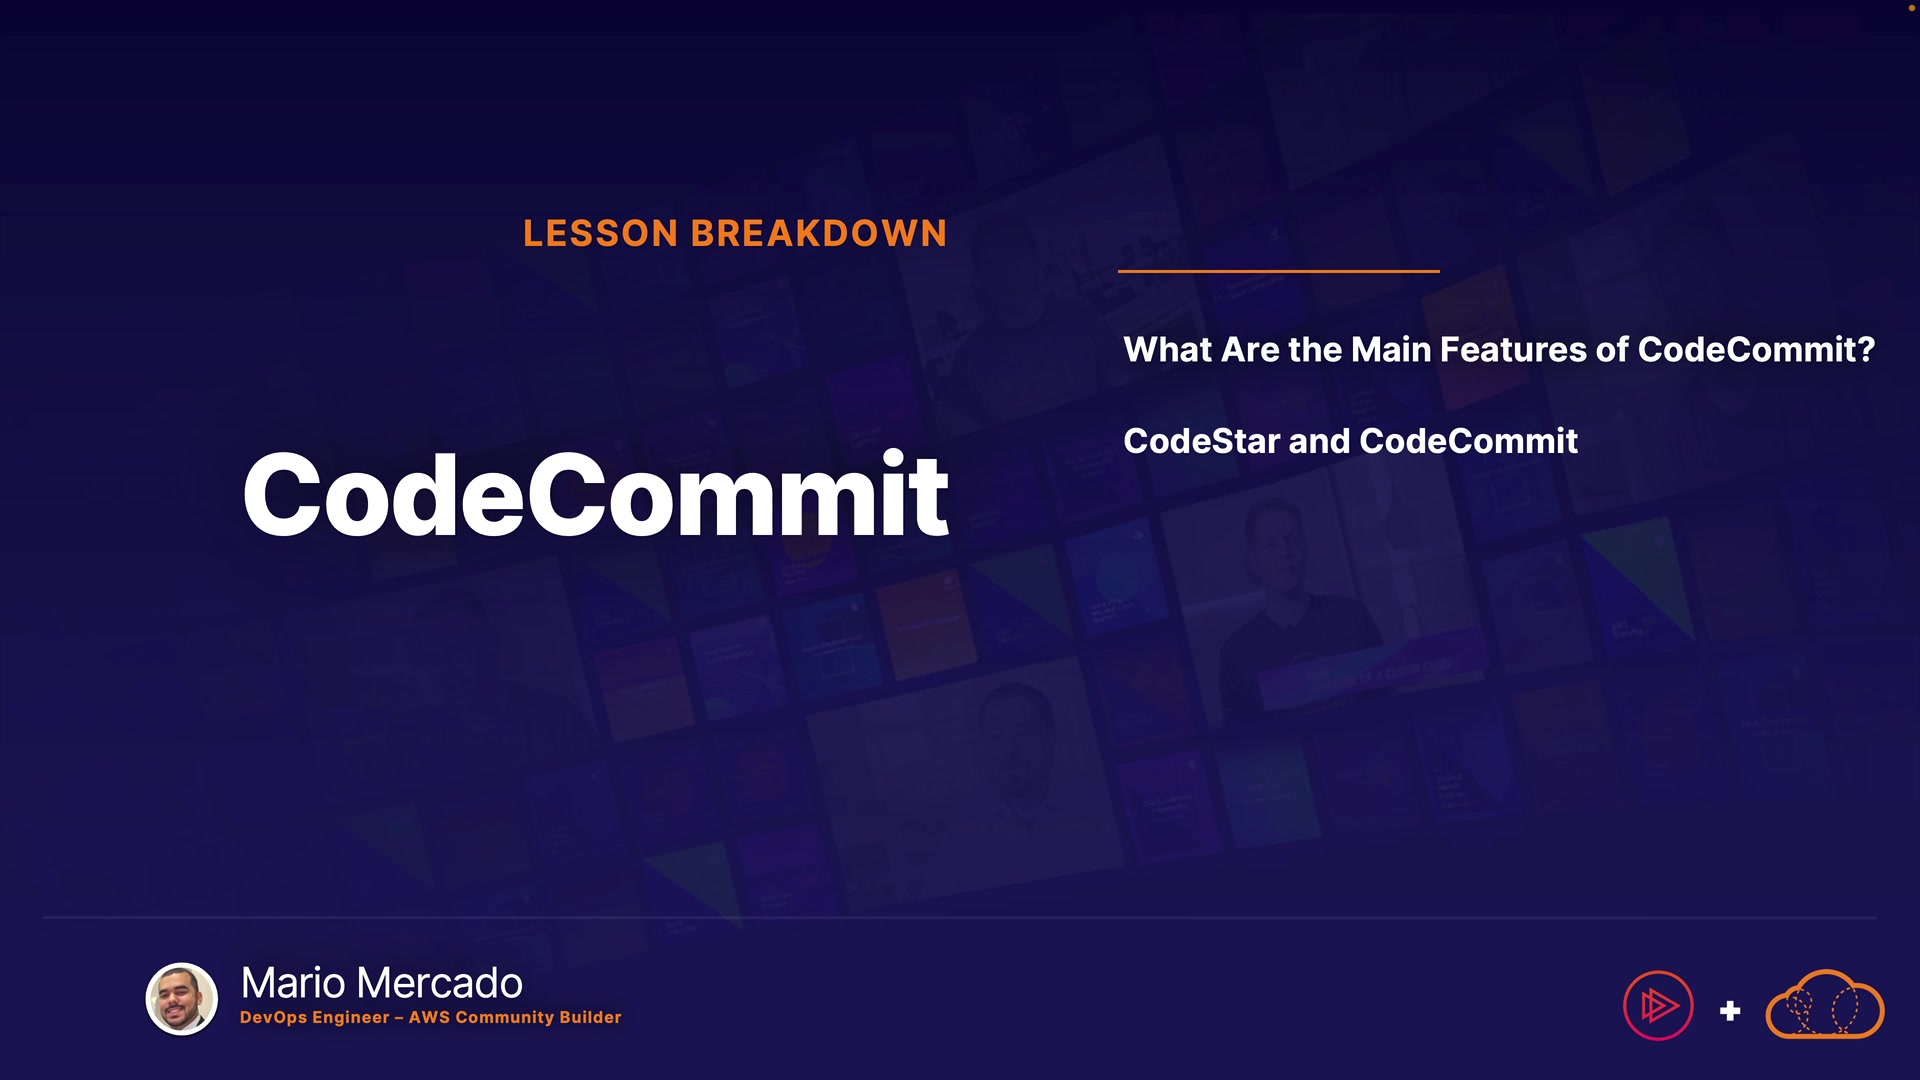 LESSON BREAKDOWN
CodeCommit
What Are the Main Features of CodeCommit?
CodeStar and CodeCommit
Mario Mercado
DevOps Engineer – AWS Community Builder